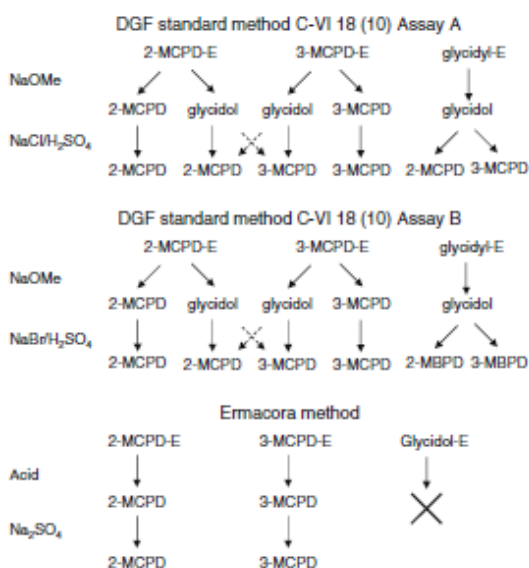 DGF standard method C-VI 18 (10) Assay A
2-MCPD-E 3-MCPD-E glycidyl-E
NaOMe
2-MCPD glycidol glycidol 3-MCPD glycidol
NaCl/H₂SO₄
2-MCPD 2-MCPD 3-MCPD 3-MCPD 2-MCPD 3-MCPD
DGF standard method C-VI 18 (10) Assay B
2-MCPD-E 3-MCPD-E glycidyl-E
NaOMe
2-MCPD glycidol glycidol 3-MCPD glycidol
NaBr/H₂SO₄
2-MCPD 2-MCPD 3-MCPD 3-MCPD 2-MBPD 3-MBPD
Ermacora method
2-MCPD-E 3-MCPD-E Glycidol-E
Acid
2-MCPD 3-MCPD
Na₂SO₄
2-MCPD 3-MCPD